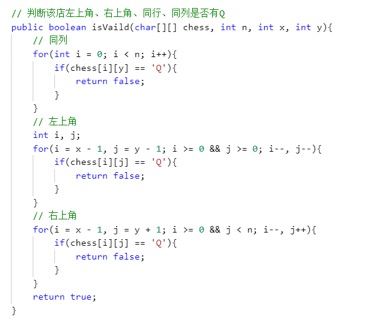 // 判断该店左上角、右上角、同行、同列是否有Q
public boolean isVaild(char[][] chess, int n, int x, int y){
    // 同列
    for(int i = 0; i < n; i++){
        if(chess[i][y] == 'Q'){
            return false;
        }
    }
    // 左上角
    int i, j;
    for(i = x - 1, j = y - 1; i >= 0 && j >= 0; i--, j--){
        if(chess[i][j] == 'Q'){
            return false;
        }
    }
    // 右上角
    for(i = x - 1, j = y + 1; i >= 0 && j < n; i--, j++){
        if(chess[i][j] == 'Q'){
            return false;
        }
    }
    return true;
}